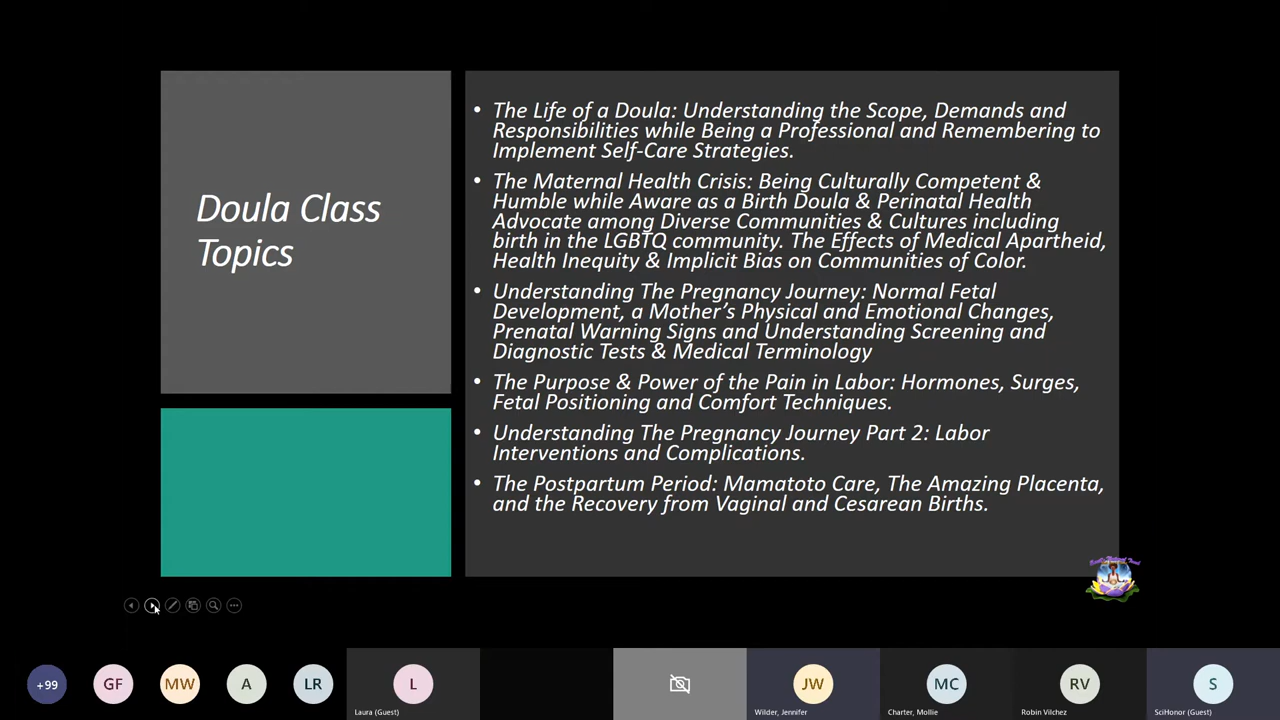 Doula Class
Topics
• The Life of a Doula: Understanding the Scope, Demands and
Responsibilities while Being a Professional and Remembering to
Implement Self-Care Strategies.
• The Maternal Health Crisis: Being Culturally Competent &
Humble while Aware as a Birth Doula & Perinatal Health
Advocate among Diverse Communities & Cultures including
birth in the LGBTQ community. The Effects of Medical Apartheid,
Health Inequity & Implicit Bias on Communities of Color.
• Understanding The Pregnancy Journey: Normal Fetal
Development, a Mother's Physical and Emotional Changes,
Prenatal Warning Signs and Understanding Screening and
Diagnostic Tests & Medical Terminology
• The Purpose & Power of the Pain in Labor: Hormones, Surges,
Fetal Positioning and Comfort Techniques.
• Understanding The Pregnancy Journey Part 2: Labor
Interventions and Complications.
• The Postpartum Period: Mamatoto Care, The Amazing Placenta,
and the Recovery from Vaginal and Cesarean Births.
+99
GF
MW
A
LR
L
Laura (Guest)
JW
Wilder, Jennifer
MC
Charter, Mollie
RV
Robin Vilchez
S
SciHonor (Guest)